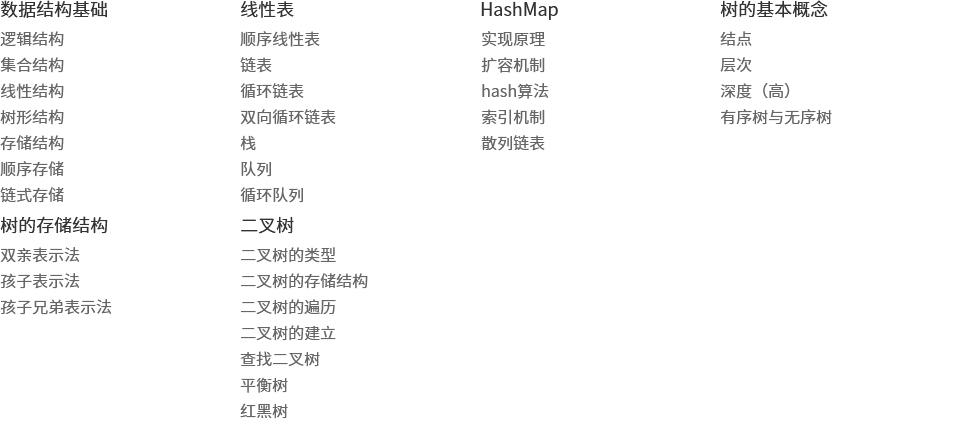 数据结构基础
逻辑结构
集合结构
线性结构
树形结构
存储结构
顺序存储
链式存储
线性表
顺序线性表
链表
循环链表
双向循环链表
栈
队列
循环队列
HashMap
实现原理
扩容机制
hash算法
索引机制
散列链表
树的基本概念
结点
层次
深度（高）
有序树与无序树
树的存储结构
双亲表示法
孩子表示法
孩子兄弟表示法
二叉树
二叉树的类型
二叉树的存储结构
二叉树的遍历
二叉树的建立
查找二叉树
平衡树
红黑树